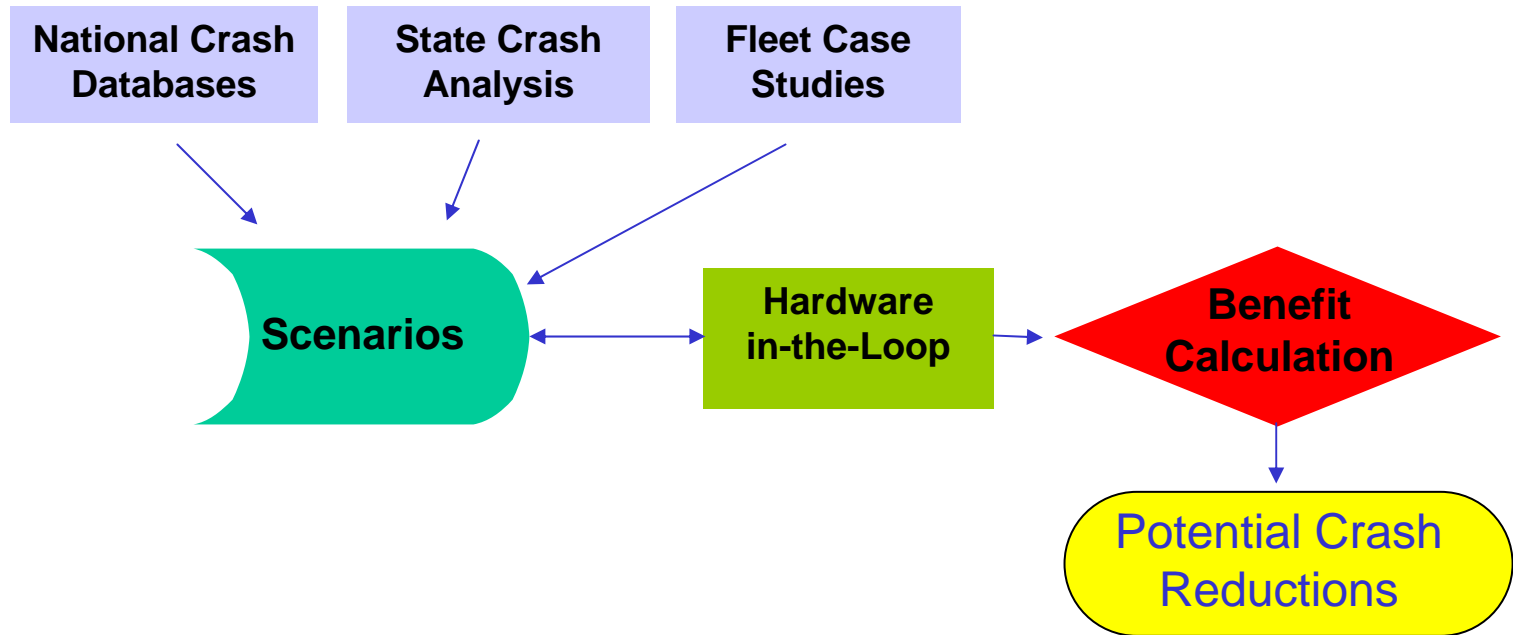 National Crash
Databases
State Crash
Analysis
Fleet Case
Studies
Scenarios
Hardware
in-the-Loop
Benefit
Calculation
Potential Crash
Reductions